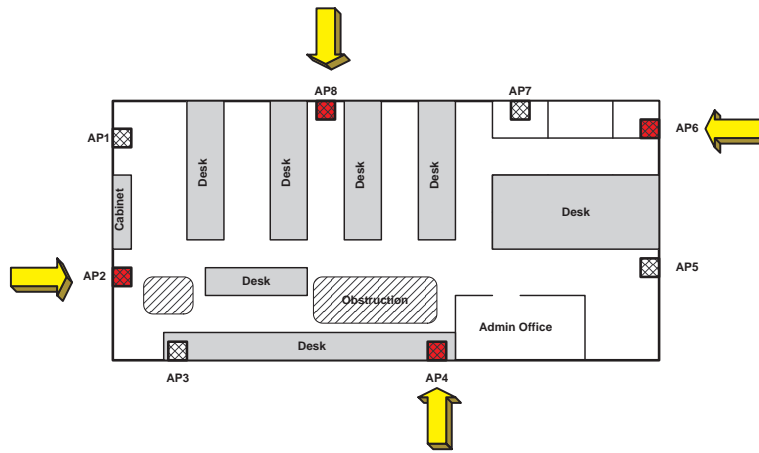 AP8
AP7
AP1
AP6
Desk
Desk
Desk
Desk
Cabinet
Desk
AP2
AP5
Desk
Obstruction
Admin Office
Desk
AP3
AP4